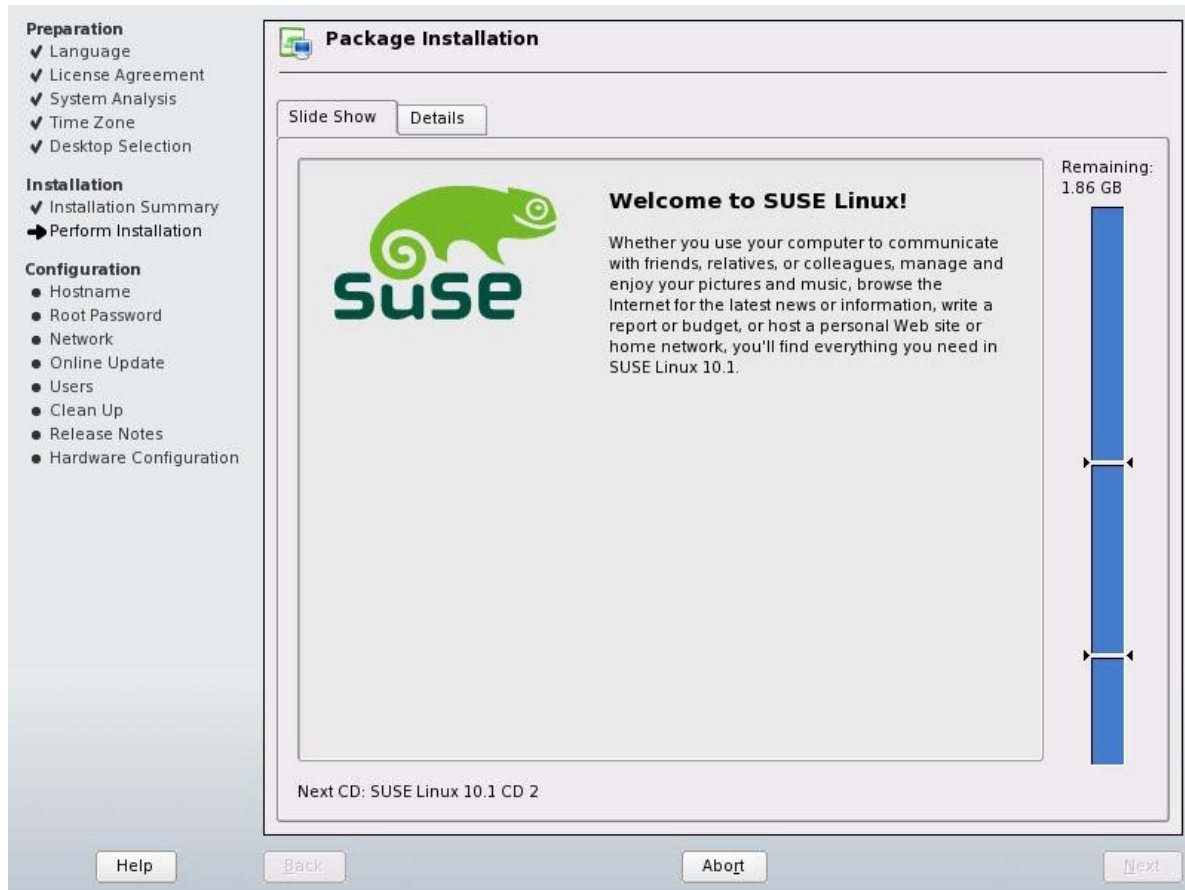 Preparation
Language
License Agreement
System Analysis
Time Zone
Desktop Selection
Installation
Installation Summary
Perform Installation
Configuration
Hostname
Root Password
Network
Online Update
Users
Clean Up
Release Notes
Hardware Configuration
Package Installation
Slide Show
Details
SUSE
Welcome to SUSE Linux!
Whether you use your computer to communicate
with friends, relatives, or colleagues, manage and
enjoy your pictures and music, browse the
Internet for the latest news or information, write a
report or budget, or host a personal Web site or
home network, you'll find everything you need in
SUSE Linux 10.1.
Remaining:
1.86 GB
Next CD: SUSE Linux 10.1 CD 2
Help
Back
Abort
Next